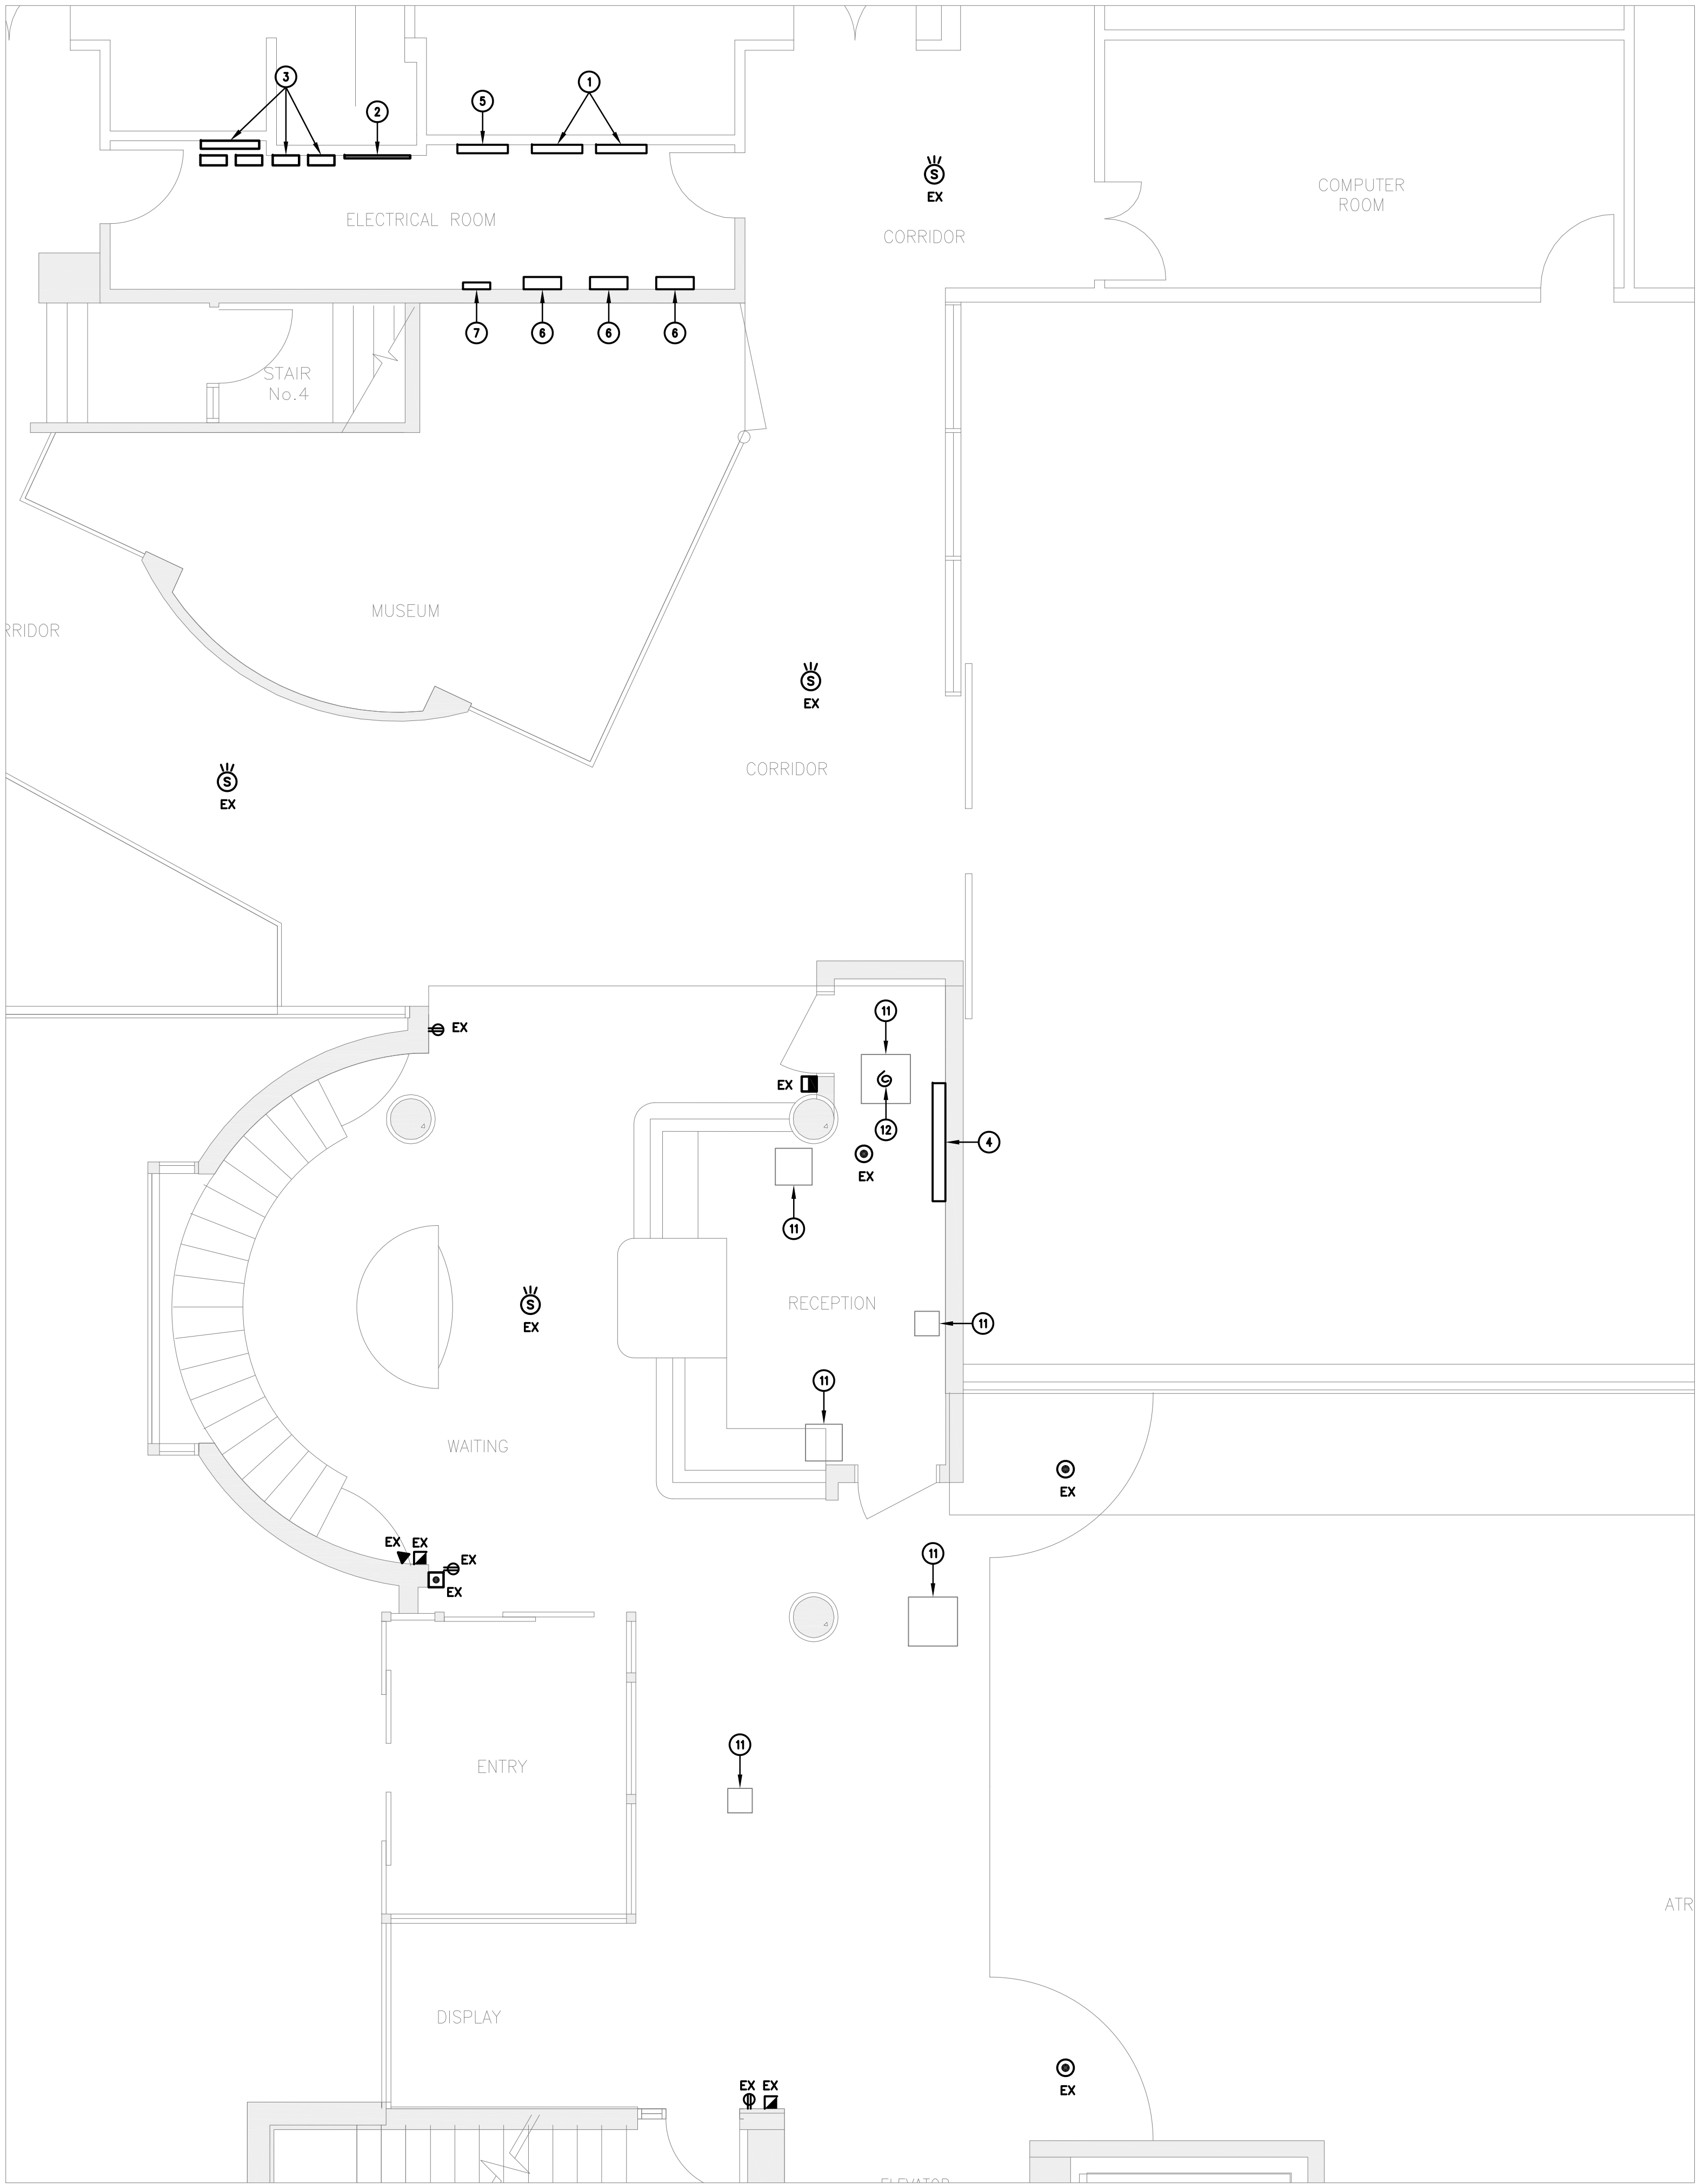 3
1
5
2
S
EX
COMPUTER
ROOM
ELECTRICAL ROOM
CORRIDOR
7
6
6
6
STAIR
No.4
MUSEUM
RRIDOR
S
EX
CORRIDOR
S
EX
11
EX
EX
12
4
EX
11
S
EX
RECEPTION
11
11
WAITING
EX
EX
EX
EX
EX
11
11
ENTRY
ATR
DISPLAY
EX
EX EX
ELEVATOR